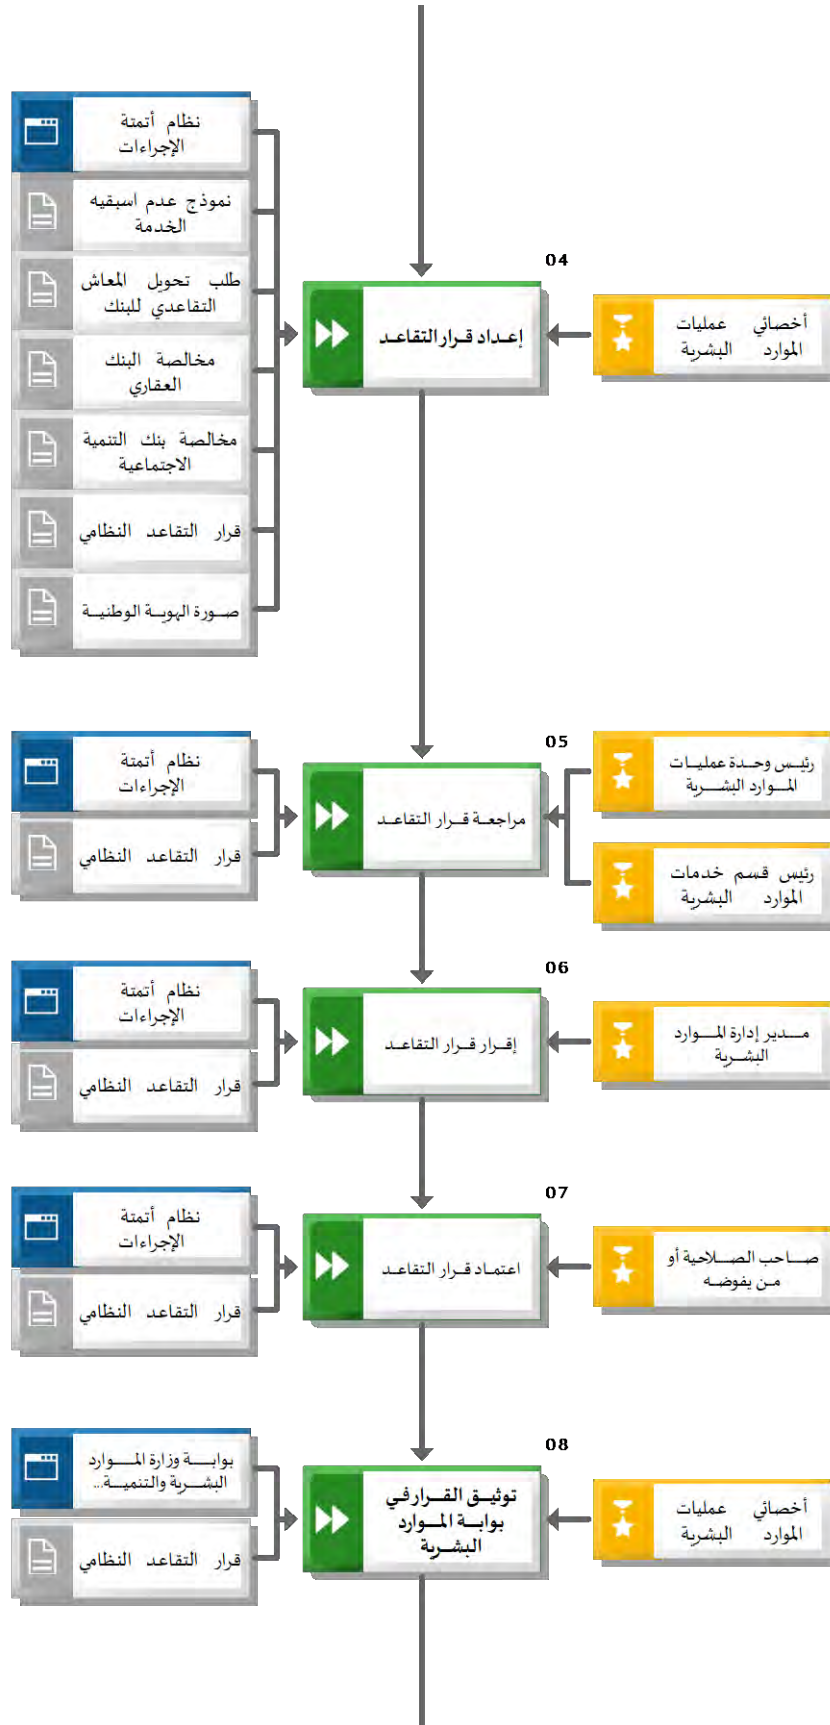 04
أخصائي عمليات
الموارد البشرية
إعداد قرار التقاعد
نظام أتمتة
الإجراءات
نموذج عدم اسبقيه
الخدمة
طلب تحويل المعاش
التقاعدي للبنك
مخالصة البنك
العقاري
مخالصة بنك التنمية
الاجتماعية
قرار التقاعد النظامي
صورة الهوية الوطنية
05
رئيس وحدة عمليات
الموارد البشرية
رئيس قسم خدمات
الموارد البشرية
مراجعة قرار التقاعد
نظام أتمتة
الإجراءات
قرار التقاعد النظامي
06
مدير إدارة الموارد
البشرية
إقرار قرار التقاعد
نظام أتمتة
الإجراءات
قرار التقاعد النظامي
07
صاحب الصلاحية أو
من يفوضه
اعتماد قرار التقاعد
نظام أتمتة
الإجراءات
قرار التقاعد النظامي
08
أخصائي عمليات
الموارد البشرية
توثيق القرار في
بوابة الموارد
البشرية
بوابة وزارة الموارد
البشرية والتنمية...
قرار التقاعد النظامي